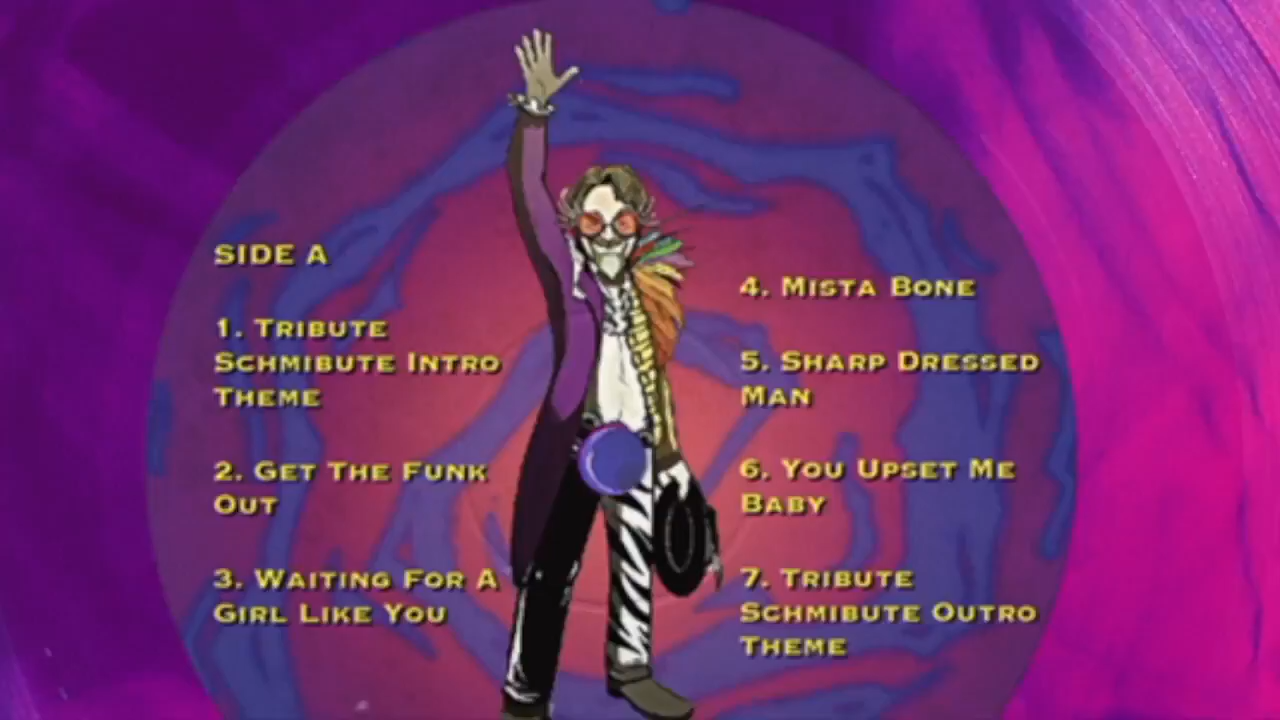 SIDE A
1. TRIBUTE
SCHMIBUTE INTRO
THEME
2. GET THE FUNK
OUT
3. WAITING FOR A
GIRL LIKE YOU
4. MISTA BONE
5. SHARP DRESSED
MAN
6. YOU UPSET ME
BABY
7. TRIBUTE
SCHMIBUTE OUTRO
THEME